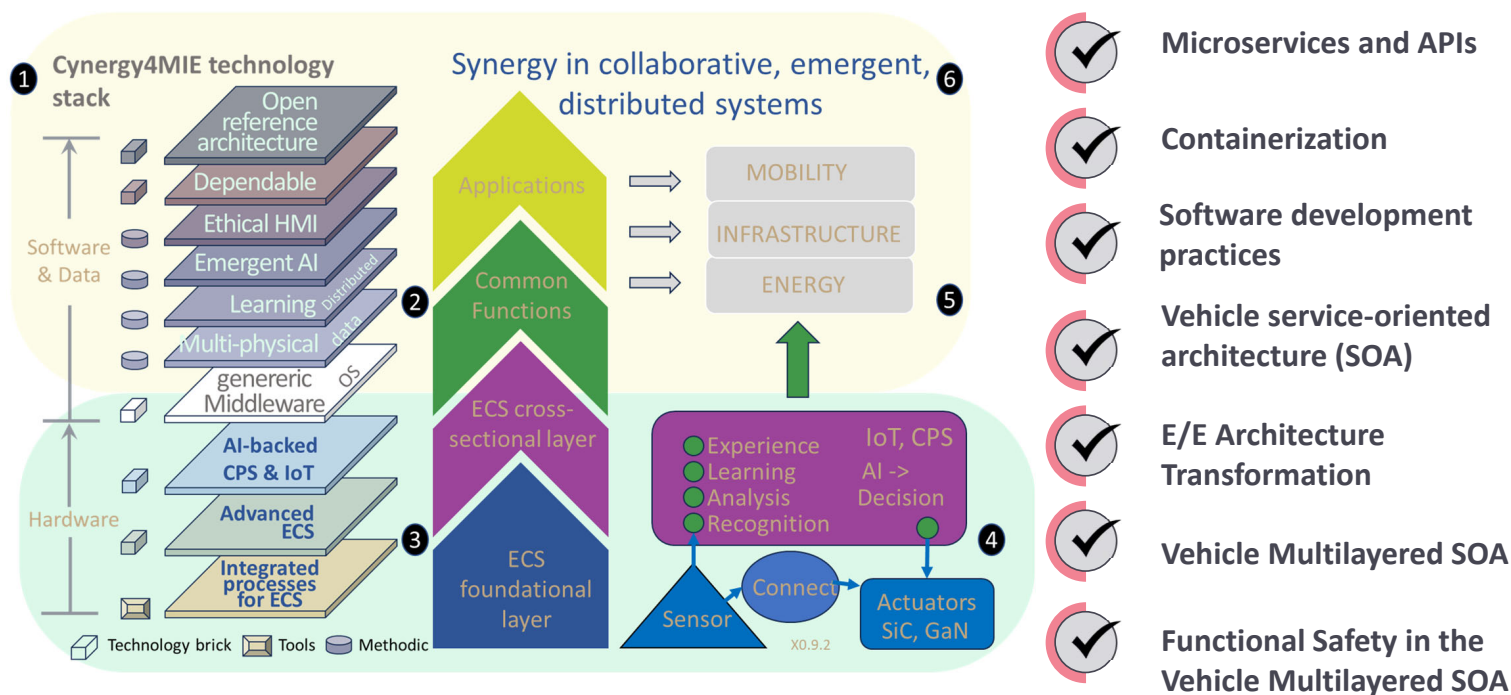 1
Cynergy4MIE technology
stack
Open
reference
architecture
Dependable
Ethical HMI
Emergent AI
Learning
Distributed
Multi-physical
data
genereric
Middleware
OS
AI-backed
CPS & IoT
Advanced
ECS
Integrated
processes
for ECS
Software
& Data
Hardware
2
3
Technology brick
Tools
Methodic
Synergy in collaborative, emergent,
distributed systems
6
Applications
Common
Functions
ECS cross-
sectional layer
ECS
foundational
layer
MOBILITY
INFRASTRUCTURE
ENERGY
5
Experience
Learning
Analysis
Recognition
IoT, CPS
AI ->
Decision
4
Sensor
Connect
Actuators
SiC, GaN
X0.9.2
Microservices and APIs
Containerization
Software development
practices
Vehicle service-oriented
architecture (SOA)
E/E Architecture
Transformation
Vehicle Multilayered SOA
Functional Safety in the
Vehicle Multilayered SOA